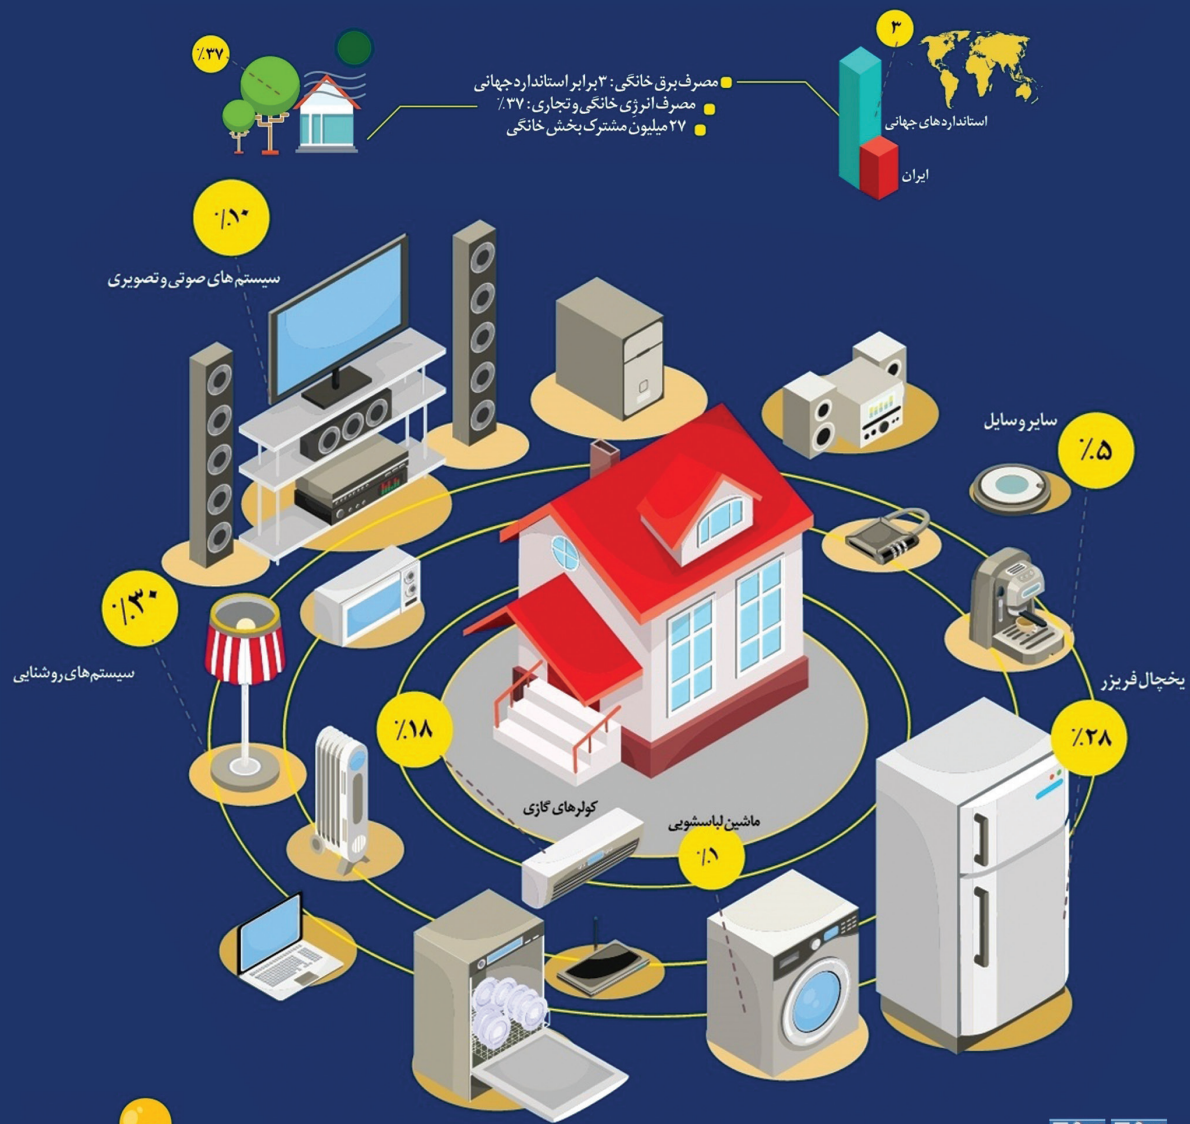 ٪۳۷
۳
مصرف برق خانگی: ۳ برابر استاندارد جهانی
مصرف انرژی خانگی و تجاری: ۳۷٪
۲۷ میلیون مشترک بخش خانگی
استانداردهای جهانی
ایران
٪۱۰
سیستم های صوتی و تصویری
سایر وسایل
٪۵
٪۳۰
سیستم های روشنایی
یخچال فریزر
٪۲۸
٪۱۸
کولرهای گازی
ماشین لباسشویی
٪۱